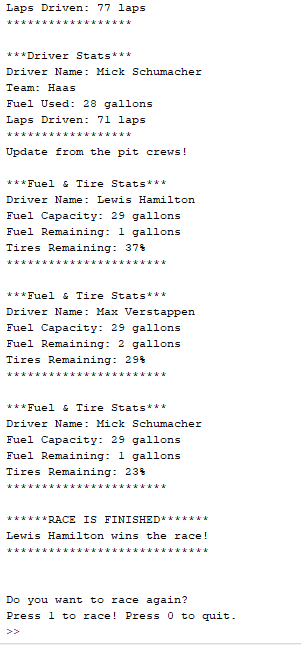 Laps Driven: 77 laps
******************
***Driver Stats***
Driver Name: Mick Schumacher
Team: Haas
Fuel Used: 28 gallons
Laps Driven: 71 laps
******************
Update from the pit crews!
***Fuel & Tire Stats***
Driver Name: Lewis Hamilton
Fuel Capacity: 29 gallons
Fuel Remaining: 1 gallons
Tires Remaining: 37%
***********************
***Fuel & Tire Stats***
Driver Name: Max Verstappen
Fuel Capacity: 29 gallons
Fuel Remaining: 2 gallons
Tires Remaining: 29%
***********************
***Fuel & Tire Stats***
Driver Name: Mick Schumacher
Fuel Capacity: 29 gallons
Fuel Remaining: 1 gallons
Tires Remaining: 23%
***********************
******RACE IS FINISHED*******
Lewis Hamilton wins the race!
*****************************
Do you want to race again?
Press 1 to race! Press 0 to quit.
>>